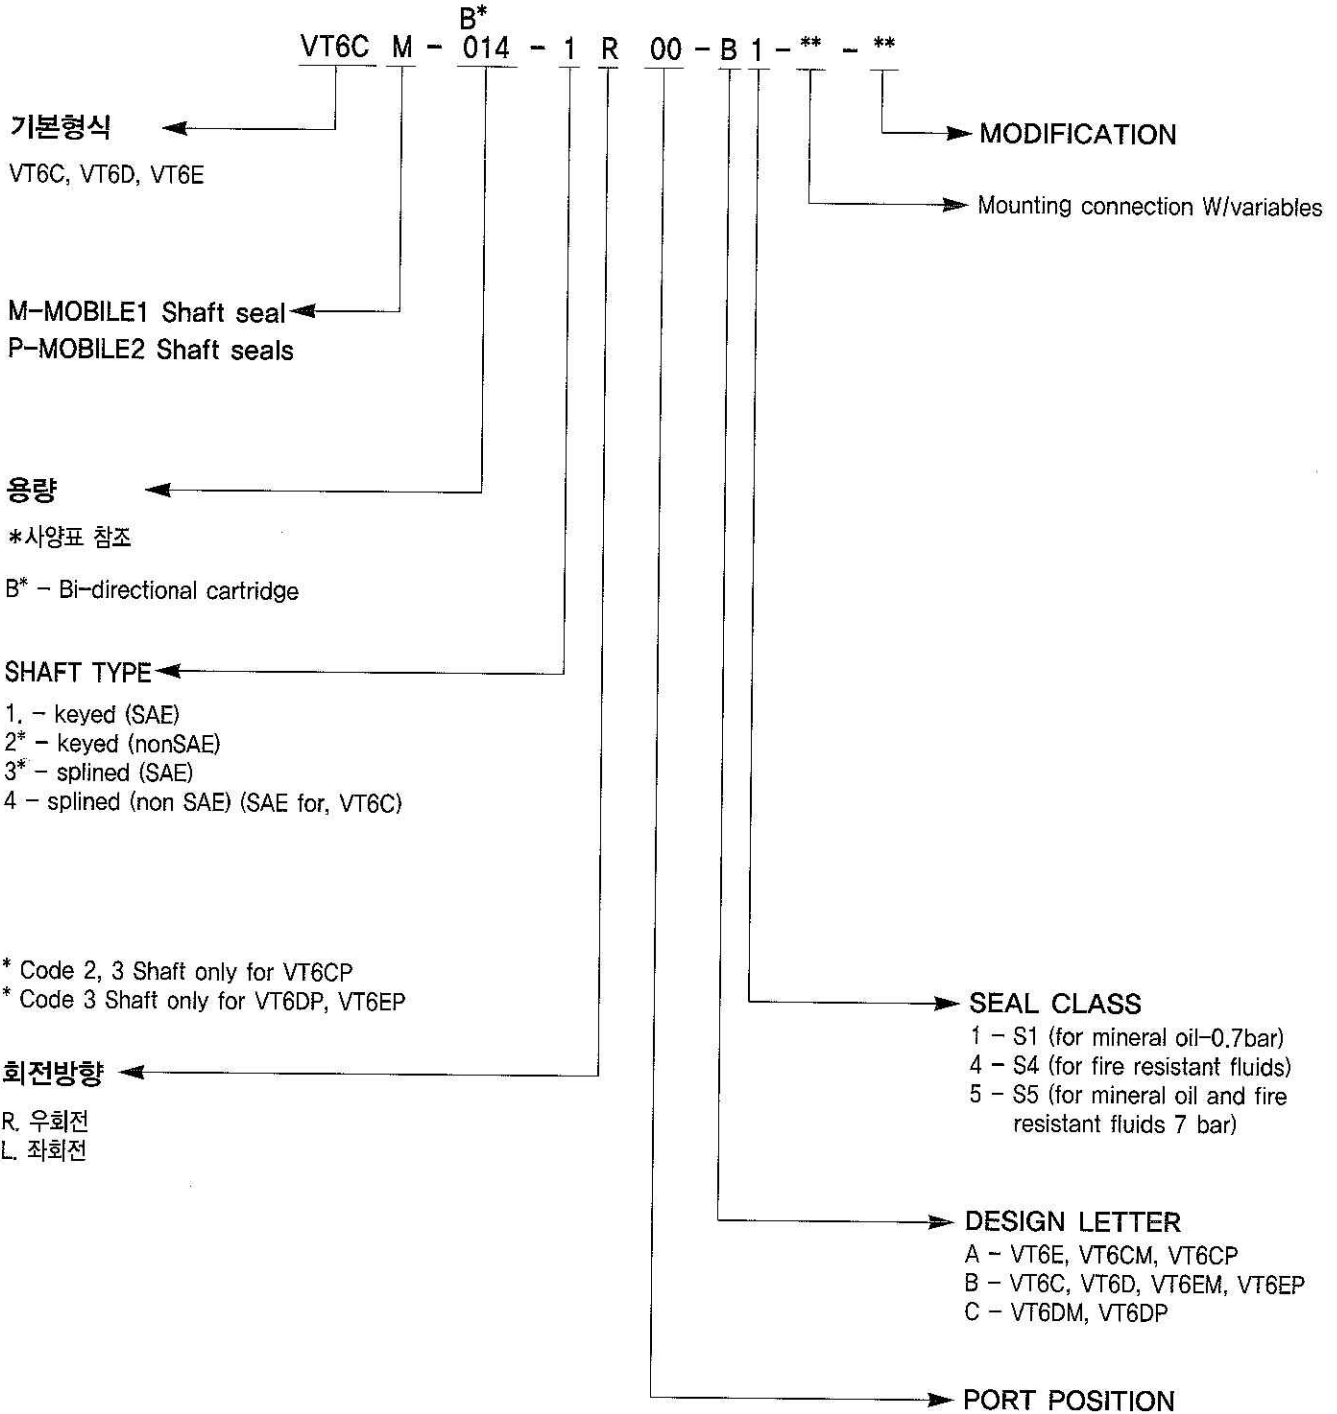 B*
VT6C M - 014 - 1 R 00 - B 1 - ** - **
기본형식
VT6C, VT6D, VT6E
MODIFICATION
Mounting connection W/variables
M-MOBILE1 Shaft seal
P-MOBILE2 Shaft seals
용량
*사양표 참조
B* - Bi-directional cartridge
SHAFT TYPE
1. - keyed (SAE)
2* - keyed (nonSAE)
3* - splined (SAE)
4 - splined (non SAE) (SAE for, VT6C)
* Code 2, 3 Shaft only for VT6CP
* Code 3 Shaft only for VT6DP, VT6EP
회전방향
R. 우회전
L. 좌회전
SEAL CLASS
1 - S1 (for mineral oil-0.7bar)
4 - S4 (for fire resistant fluids)
5 - S5 (for mineral oil and fire
resistant fluids 7 bar)
DESIGN LETTER
A - VT6E, VT6CM, VT6CP
B - VT6C, VT6D, VT6EM, VT6EP
C - VT6DM, VT6DP
PORT POSITION